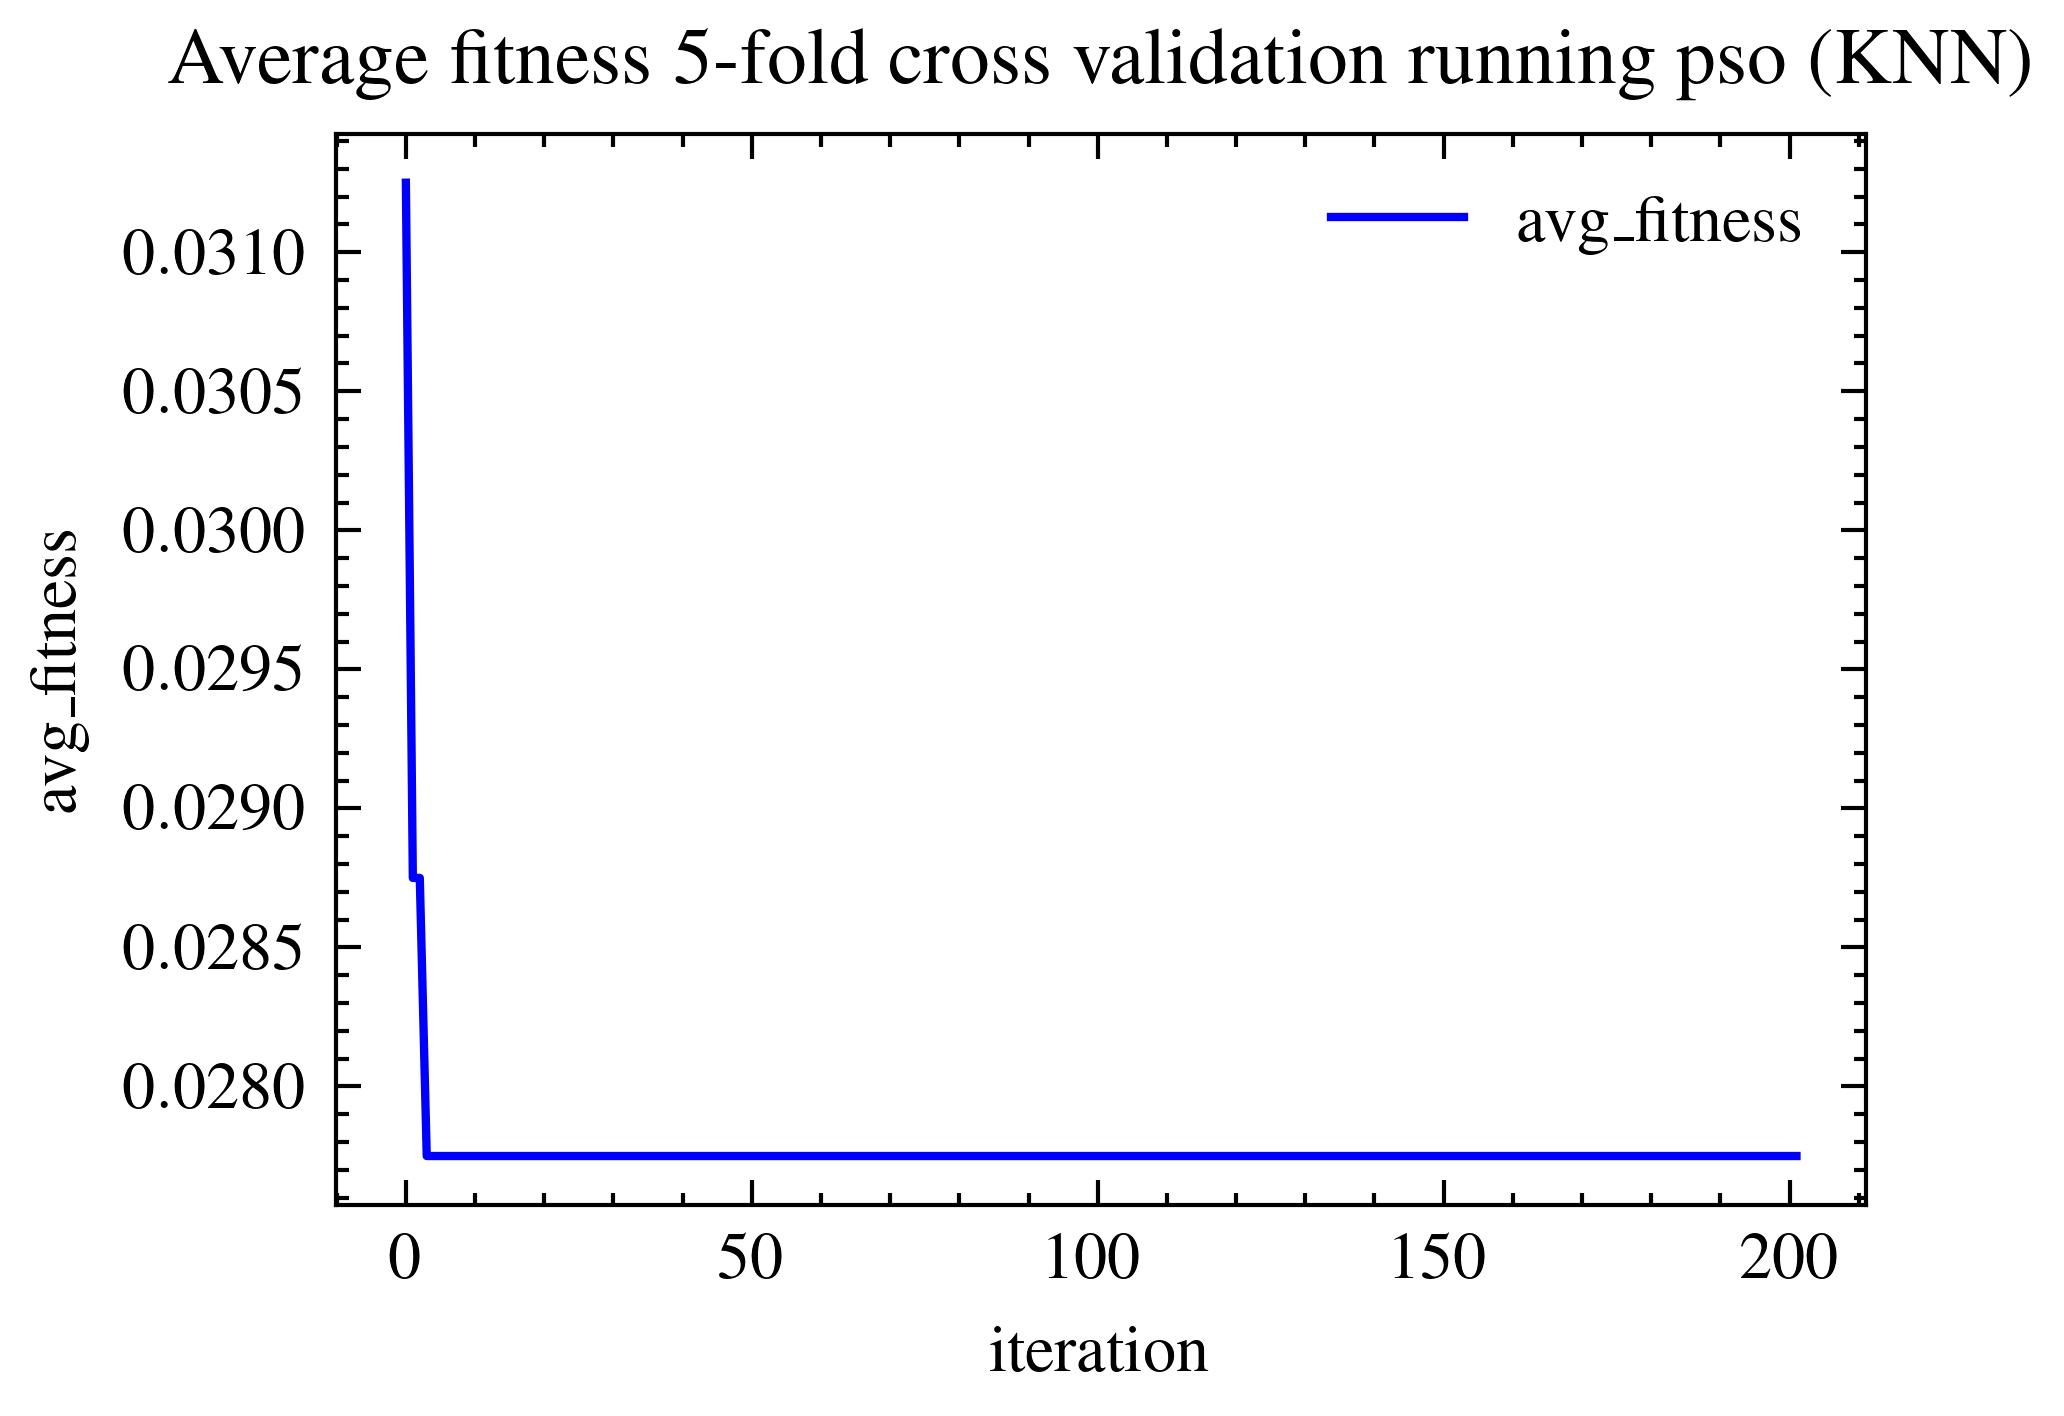 Average fitness 5-fold cross validation running pso (KNN)
avg_fitness
0.0310
0.0305
0.0300
0.0295
0.0290
0.0285
0.0280
avg_fitness
0 50 100 150 200
iteration